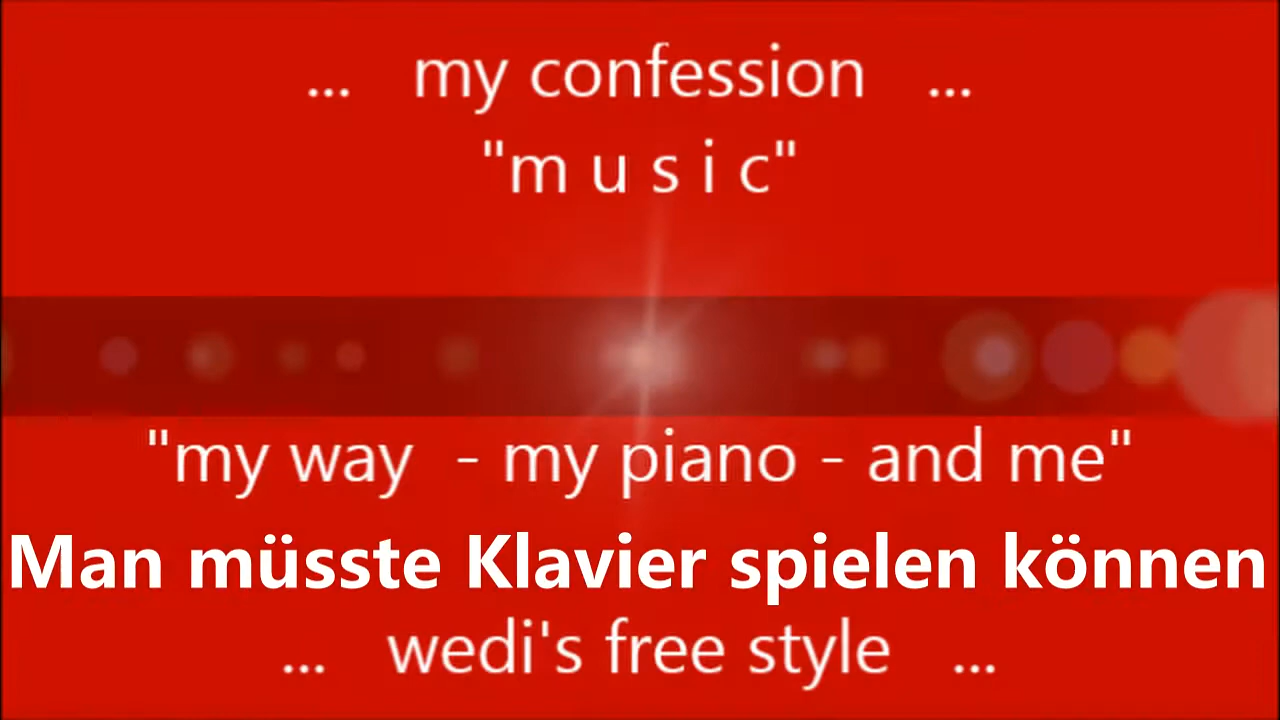 ... my confession ...
"m u s i c"
"my way - my piano - and me"
Man müsste Klavier spielen können
... wedi's free style ...